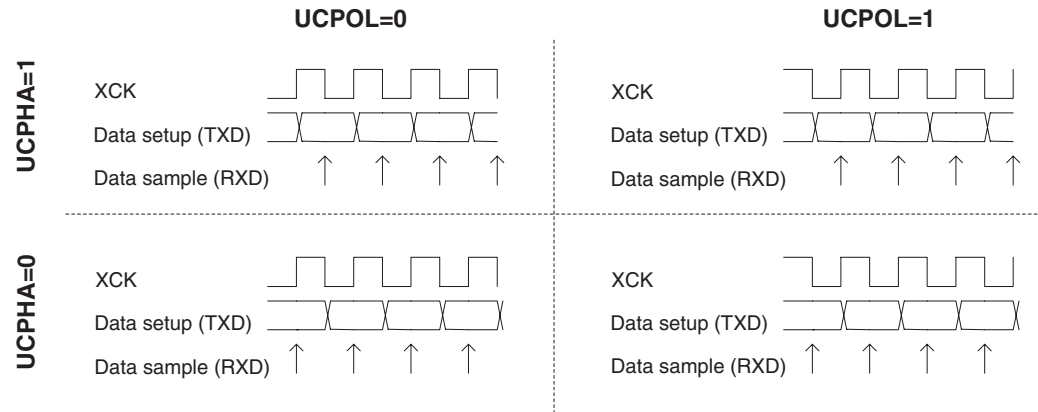 UCPOL=0
UCPOL=1
UCPHA=1
XCK
Data setup (TXD)
Data sample (RXD)
XCK
Data setup (TXD)
Data sample (RXD)
UCPHA=0
XCK
Data setup (TXD)
Data sample (RXD)
XCK
Data setup (TXD)
Data sample (RXD)